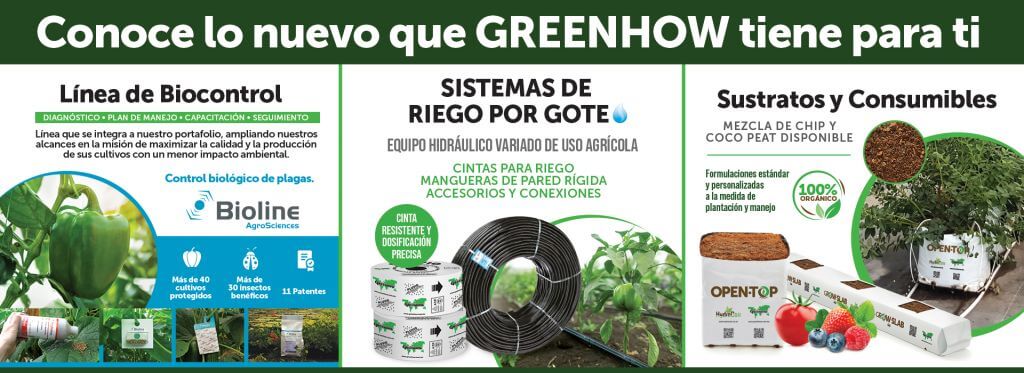 Conoce lo nuevo que GREENHOW tiene para ti
Línea de Biocontrol
DIAGNÓSTICO • PLAN DE MANEJO • CAPACITACIÓN • SEGUIMIENTO
Línea que se integra a nuestro portafolio, ampliando nuestros
alcances en la misión de maximizar la calidad y la producción
de sus cultivos con un menor impacto ambiental.
Control biológico de plagas.
Bioline
AgroSciences
Más de 40
cultivos
protegidos
Más de
30 insectos
benéficos
11 Patentes
Bioline
SISTEMAS DE
RIEGO POR GOTE
EQUIPO HIDRÁULICO VARIADO DE USO AGRÍCOLA
CINTAS PARA RIEGO
MANGUERAS DE PARED RÍGIDA
ACCESORIOS Y CONEXIONES
CINTA
RESISTENTE Y
DOSIFICACIÓN
PRECISA
Sustratos y Consumibles
MEZCLA DE CHIP Y
COCO PEAT DISPONIBLE
Formulaciones estándar
y personalizadas
a la medida de
plantación y manejo
100%
ORGÁNICO
OPEN-TOP
OPEN-TOP
GROW-SLAB
GROW-SLAB